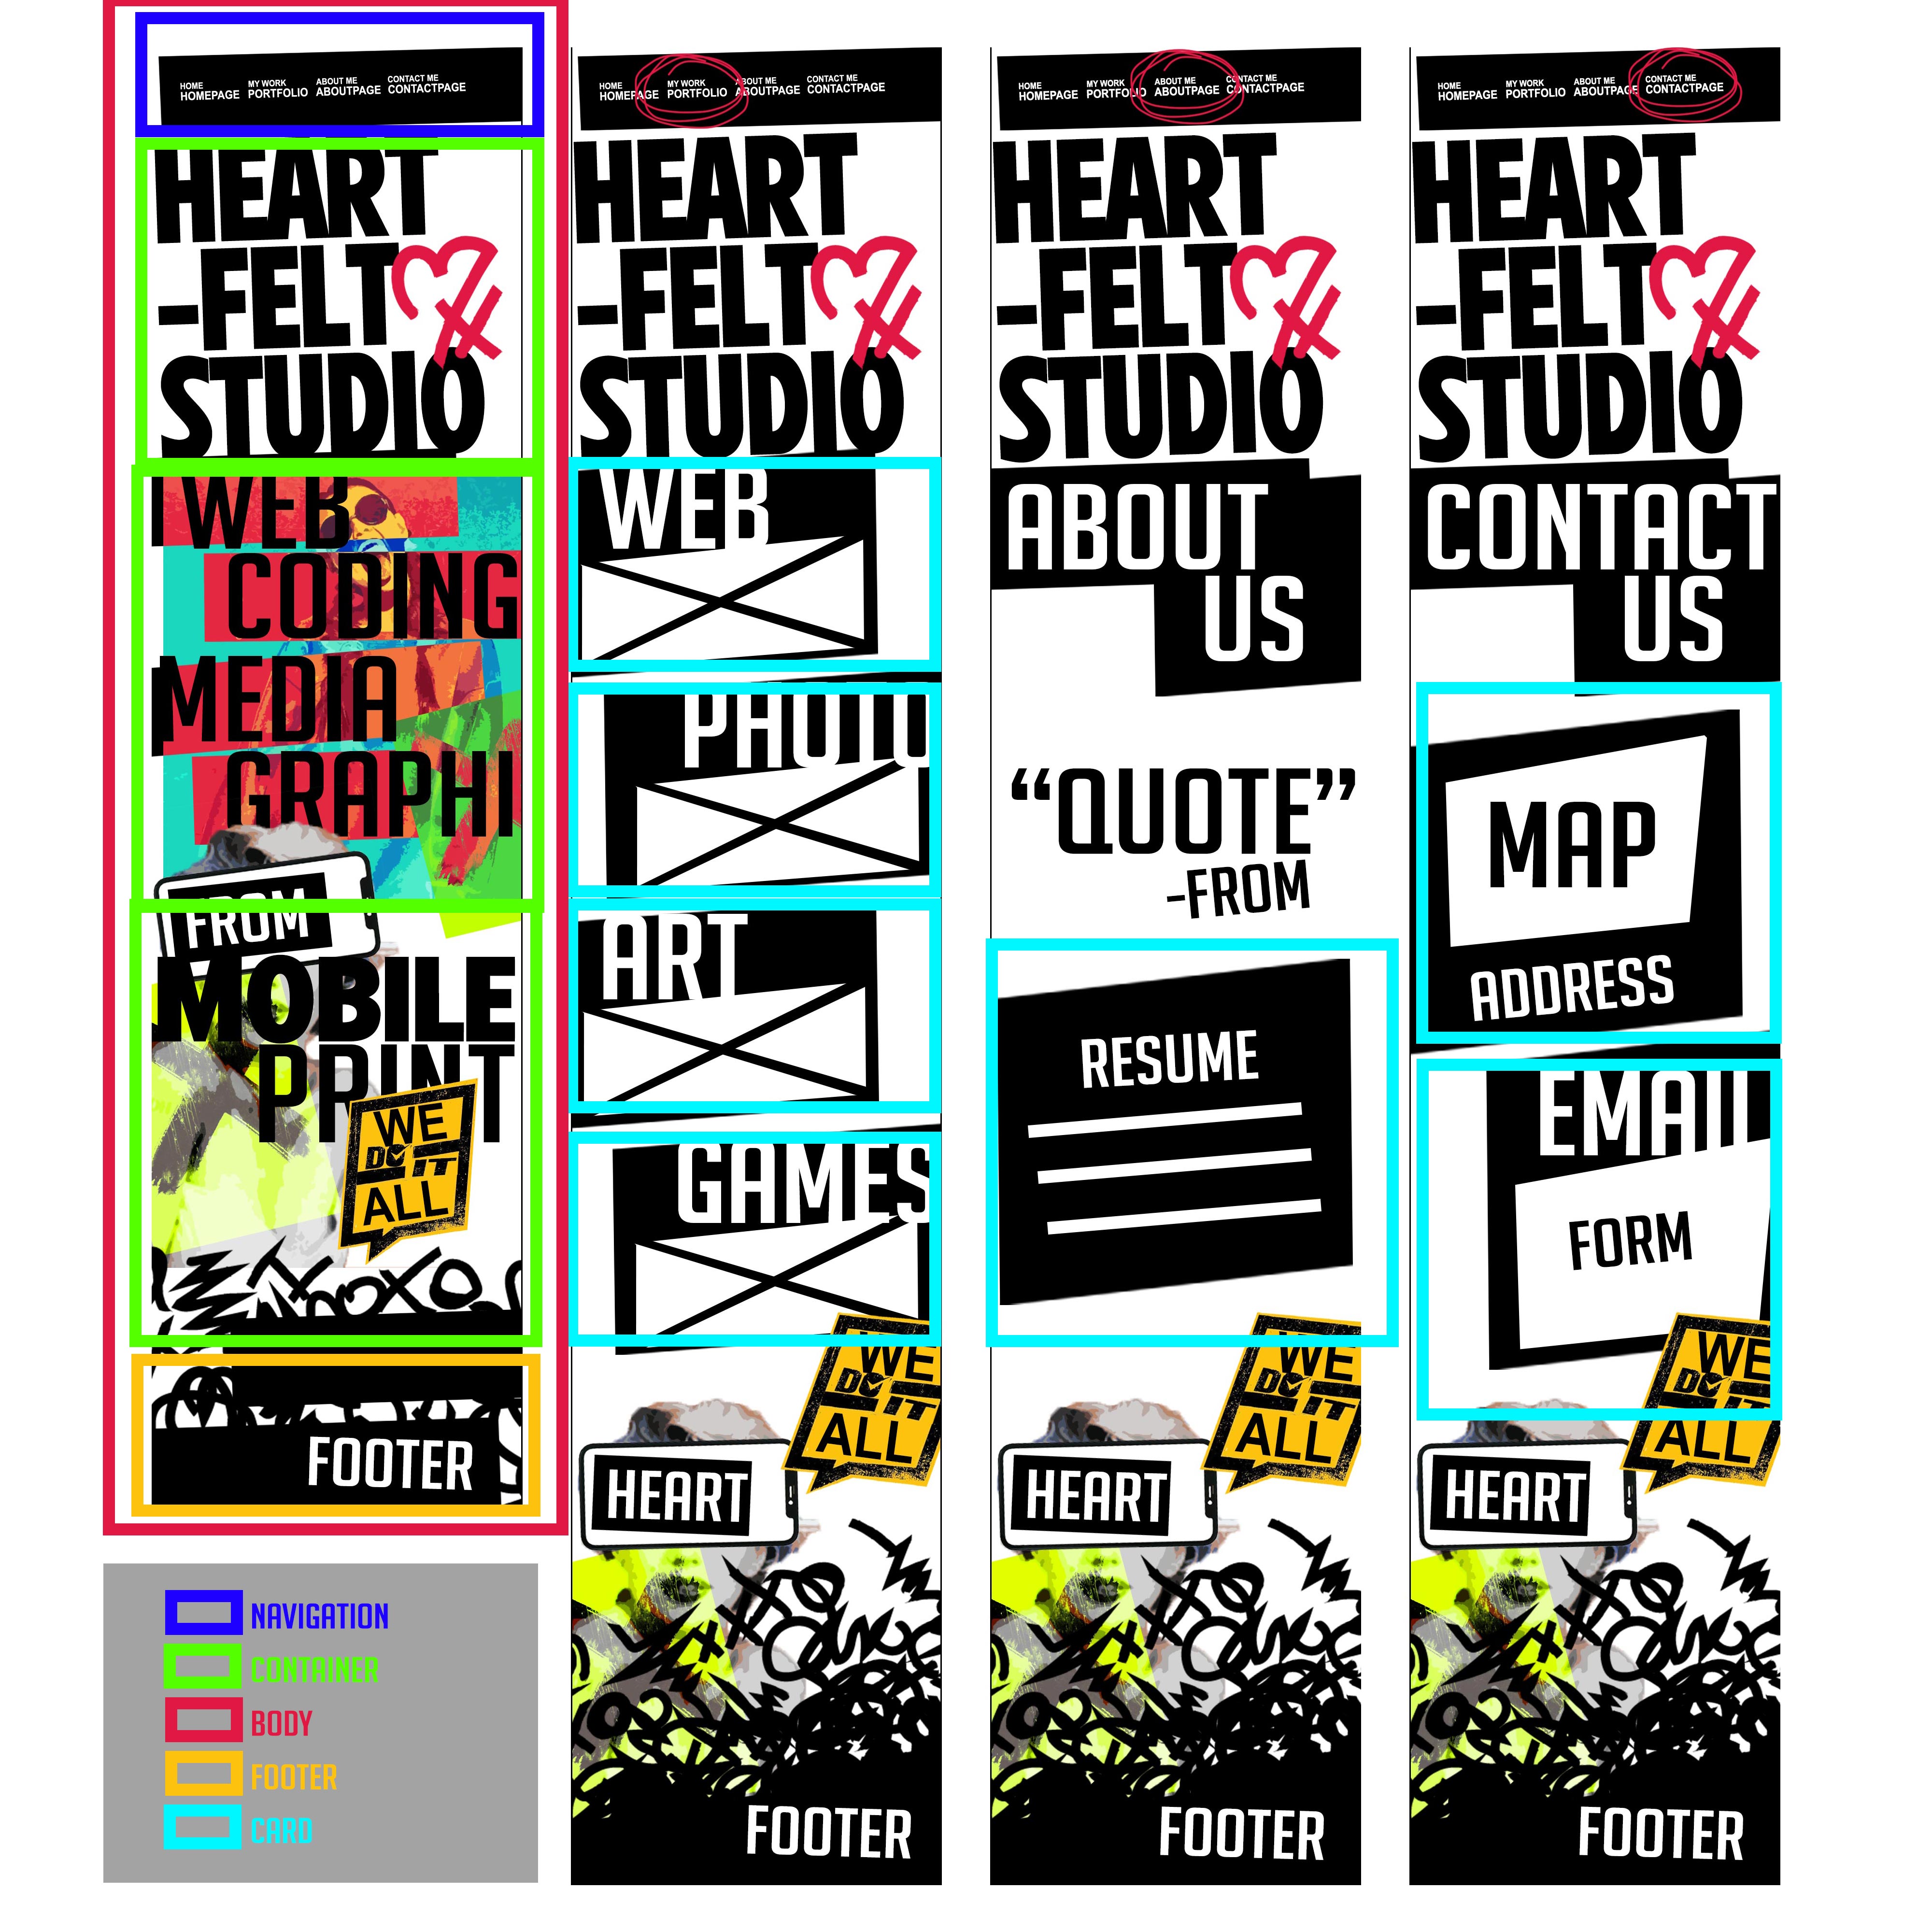 HOME
HOMEPAGE
MY WORK
PORTFOLIO
ABOUT ME
ABOUTPAGE
CONTACT ME
CONTACTPAGE
HEART
-FELT
STUDIO
WEB
CODING
MEDIA
GRAPHI
FROM
MOBILE
PRINT
WE
DO IT
ALL
FOOTER
NAVIGATION
CONTAINER
BODY
FOOTER
CARD
HOME
HOMEPAGE
MY WORK
PORTFOLIO
ABOUT ME
ABOUTPAGE
CONTACT ME
CONTACTPAGE
HEART
-FELT
STUDIO
WEB
PHOTO
ART
GAMES
WE
DO IT
ALL
HEART
FOOTER
HOME
HOMEPAGE
MY WORK
PORTFOLIO
ABOUT ME
ABOUTPAGE
CONTACT ME
CONTACTPAGE
HEART
-FELT
STUDIO
ABOUT
US
“QUOTE”
-FROM
RESUME
WE
DO IT
ALL
HEART
FOOTER
HOME
HOMEPAGE
MY WORK
PORTFOLIO
ABOUT ME
ABOUTPAGE
CONTACT ME
CONTACTPAGE
HEART
-FELT
STUDIO
CONTACT
US
MAP
ADDRESS
EMAIL
FORM
WE
DO IT
ALL
HEART
FOOTER